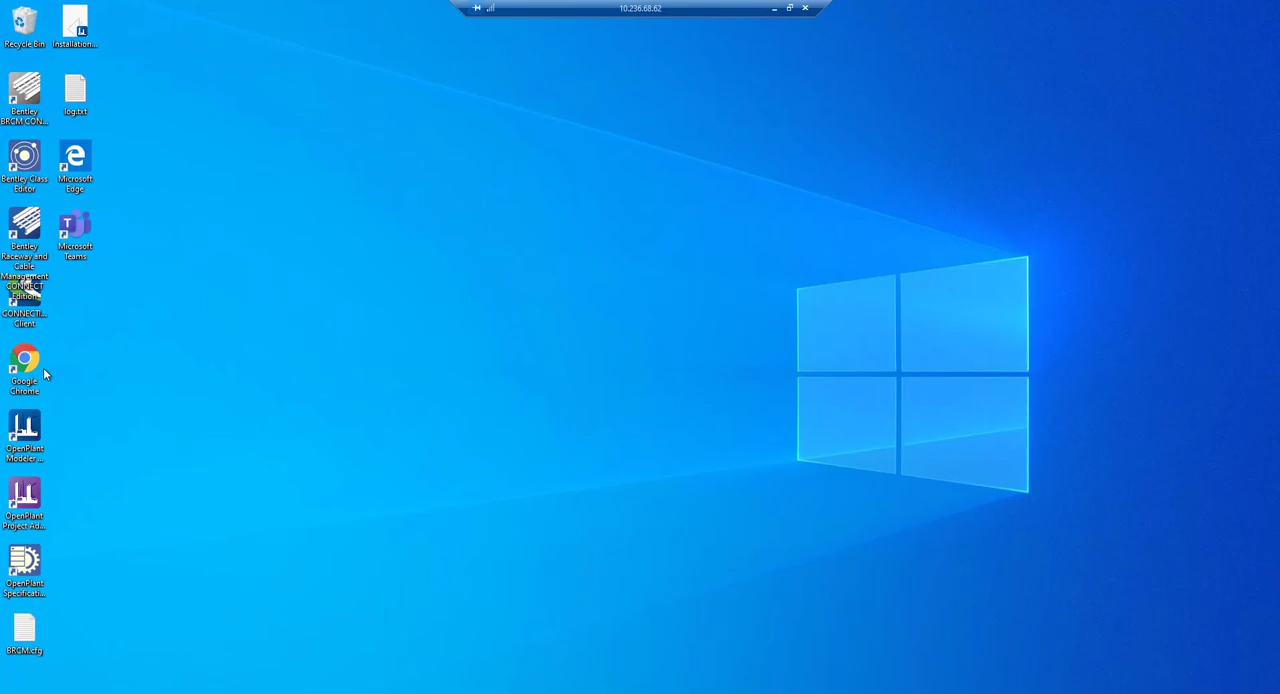 10.236.68.62
Recycle Bin
Installation...
Bentley
BRCM CON...
log.txt
Bentley Class
Editor
Microsoft
Edge
Bentley
Raceway and
Cable
Management
CONNECT
Edition
Microsoft
Teams
CONNECTI...
Client
Google
Chrome
OpenPlant
Modeler ...
OpenPlant
Project Ad...
OpenPlant
Specificati...
BRCM.cfg